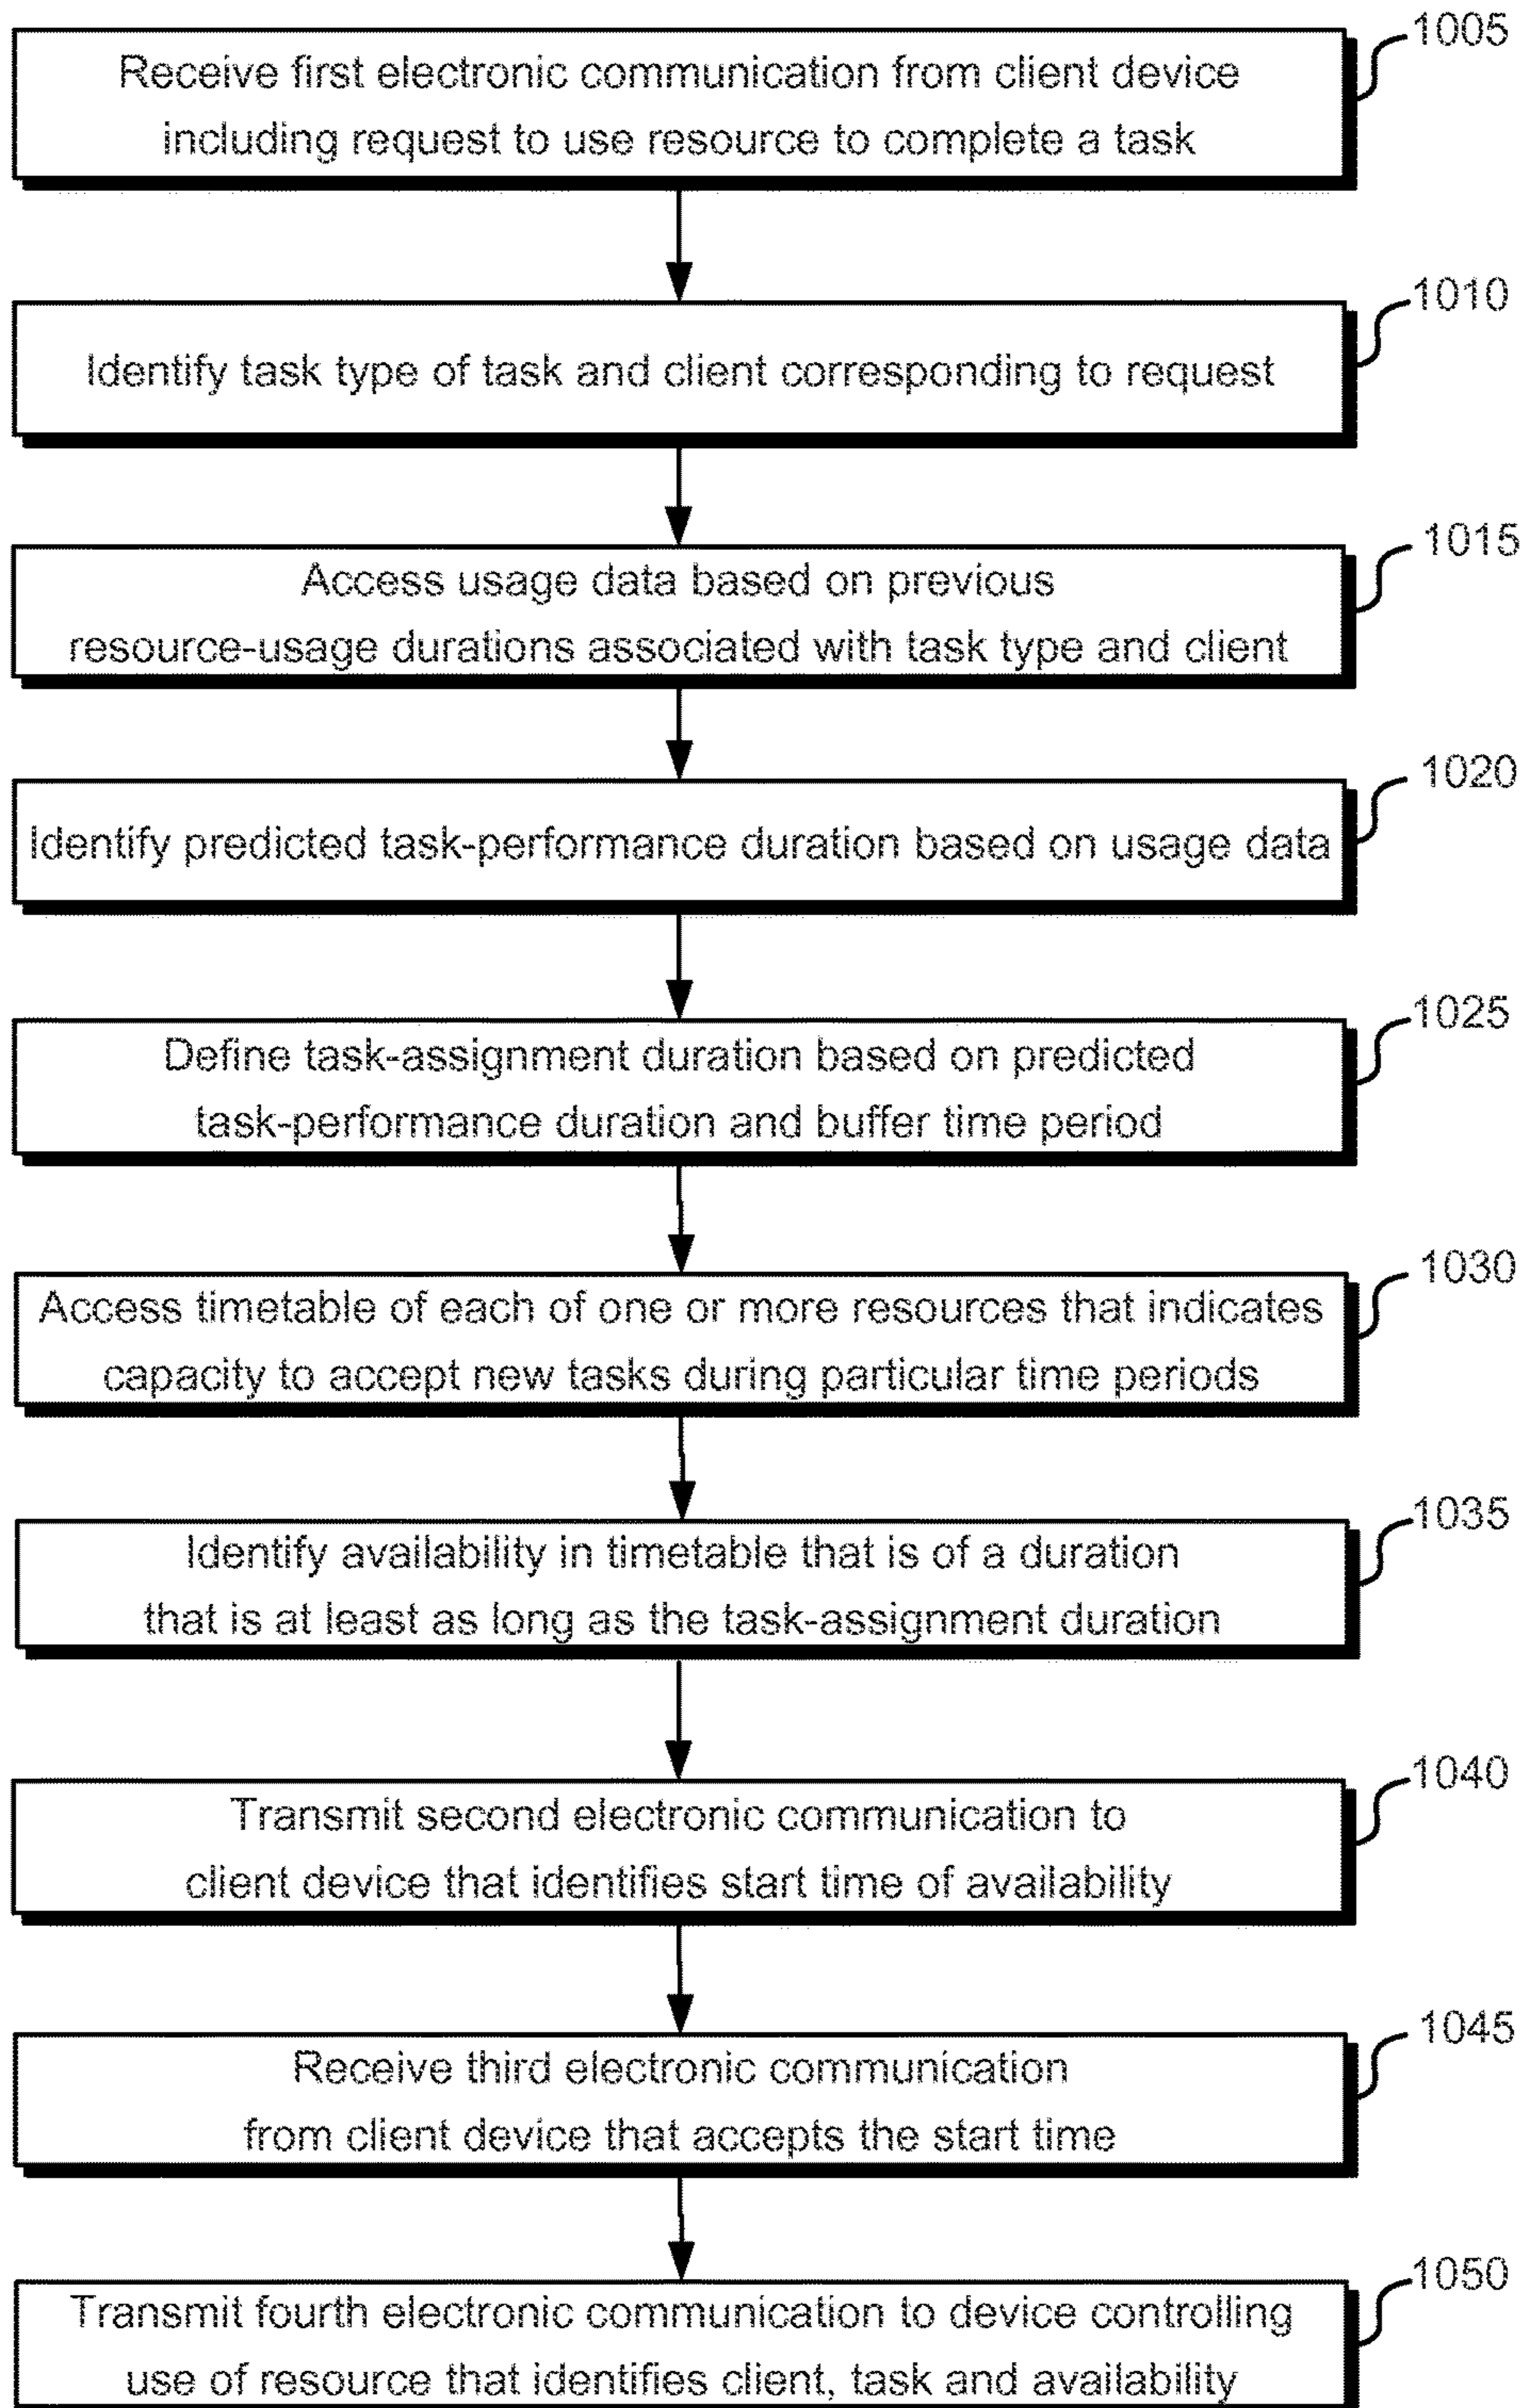 1005
Receive first electronic communication from client device
including request to use resource to complete a task
1010
Identify task type of task and client corresponding to request
1015
Access usage data based on previous
resource-usage durations associated with task type and client
1020
Identify predicted task-performance duration based on usage data
1025
Define task-assignment duration based on predicted
task-performance duration and buffer time period
1030
Access timetable of each of one or more resources that indicates
capacity to accept new tasks during particular time periods
1035
Identify availability in timetable that is of a duration
that is at least as long as the task-assignment duration
1040
Transmit second electronic communication to
client device that identifies start time of availability
1045
Receive third electronic communication
from client device that accepts the start time
1050
Transmit fourth electronic communication to device controlling
use of resource that identifies client, task and availability